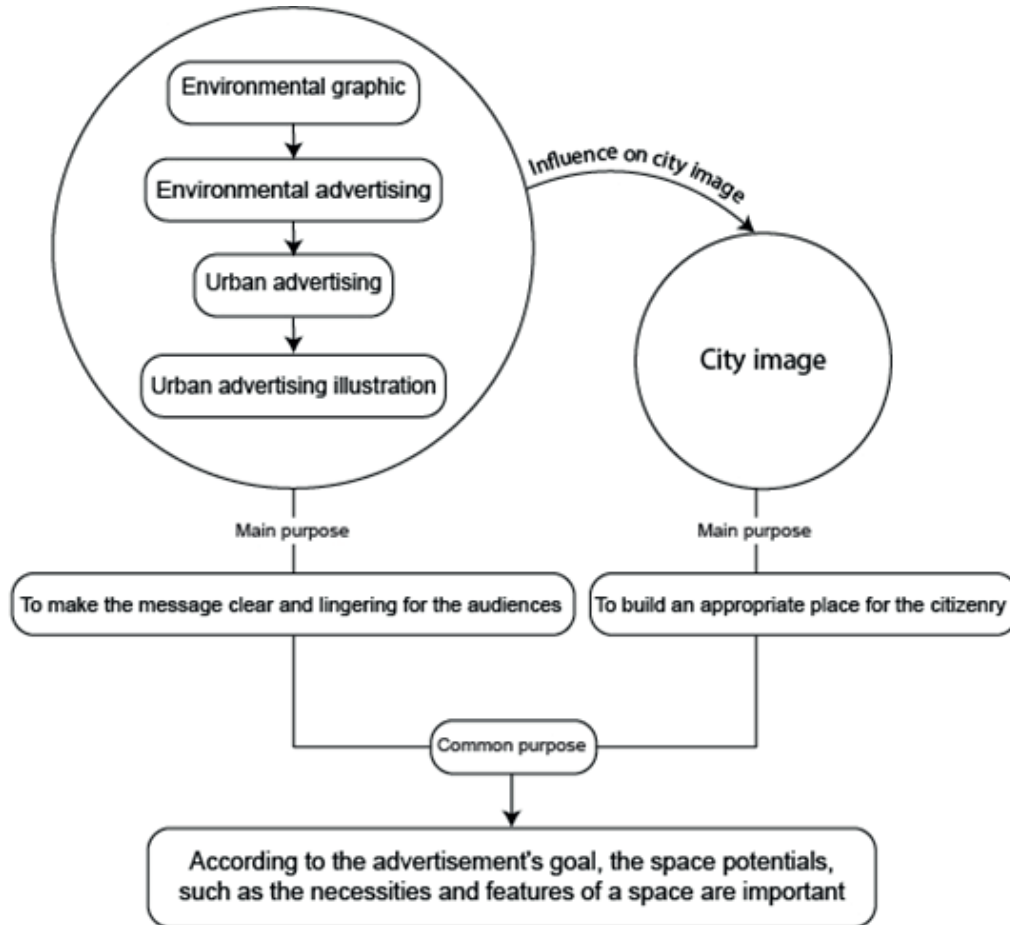 Environmental graphic
Environmental advertising
Urban advertising
Urban advertising illustration
Influence on city image
City image
Main purpose
Main purpose
To make the message clear and lingering for the audiences
To build an appropriate place for the citizenry
Common purpose
According to the advertisement's goal, the space potentials,
such as the necessities and features of a space are important